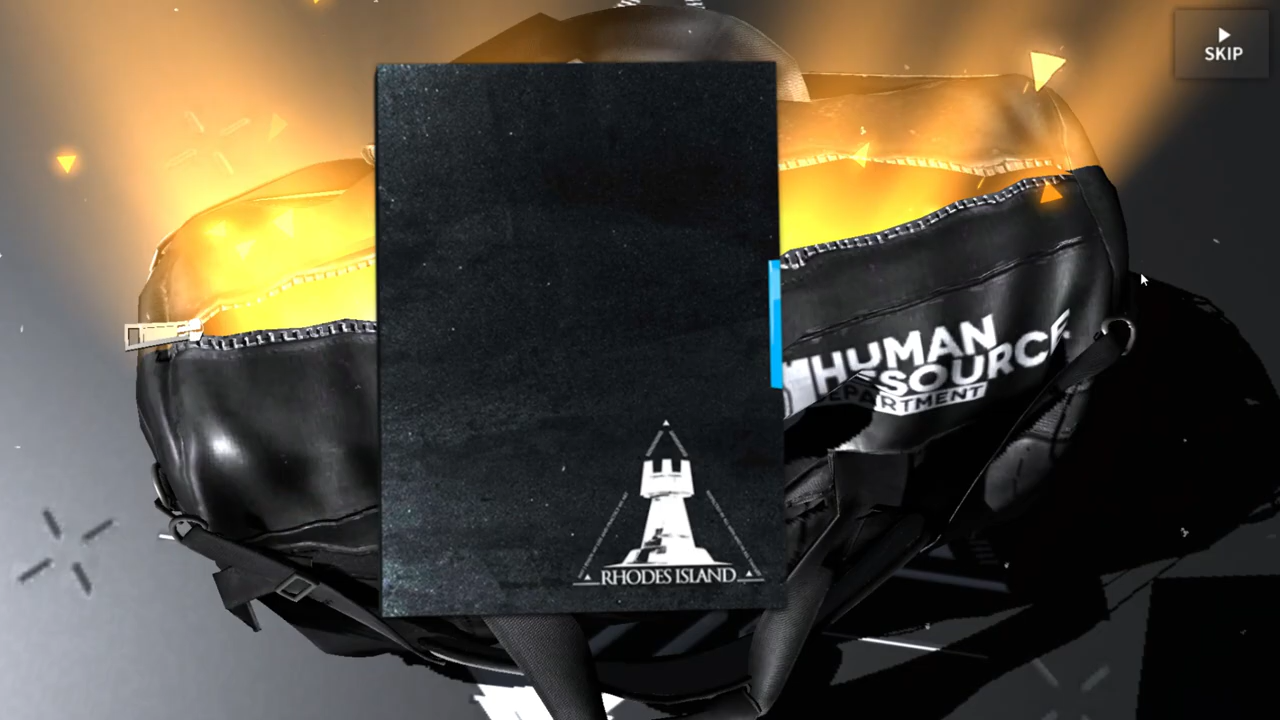 SKIP
HUMAN
RESOURCE
DEPARTMENT
RHODES ISLAND